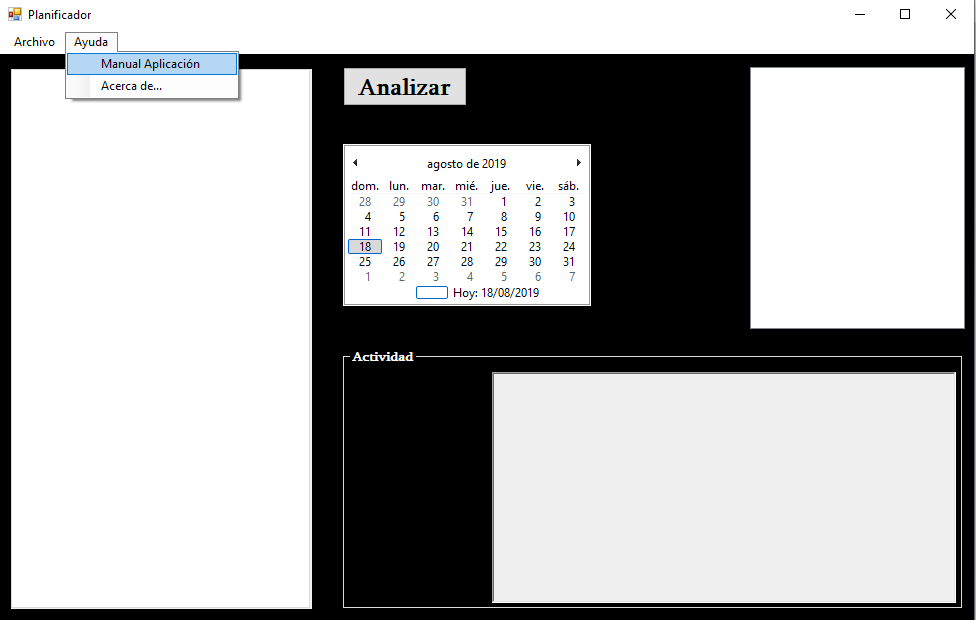 Planificador
Archivo Ayuda
Manual Aplicación
Acerca de...
Analizar
agosto de 2019
dom. lun. mar. mié. jue. vie. sáb.
28 29 30 31 1 2 3
4 5 6 7 8 9 10
11 12 13 14 15 16 17
18 19 20 21 22 23 24
25 26 27 28 29 30 31
1 2 3 4 5 6 7
Hoy: 18/08/2019
Actividad